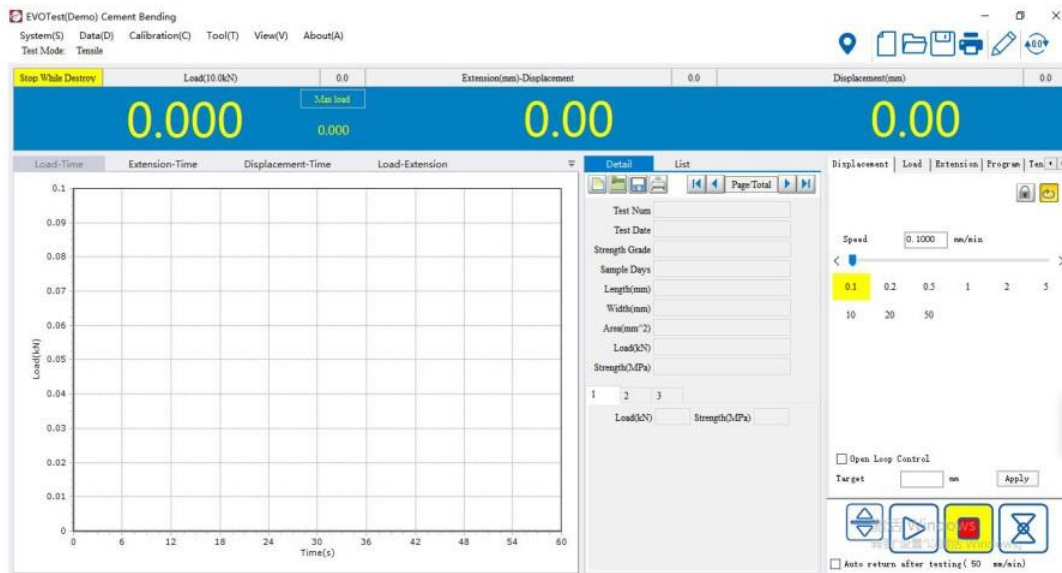 EVOTest(Demo) Cement Bending
System(S) Data(D) Calibration(C) Tool(T) View(V) About(A)
Test Mode: Tensile
Stop While Destroy Load(10.0kN) 0.0 Extension(mm)-Displacement 0.0 Displacement(mm) 0.0
0.000 Max load 0.000 0.00 0.00
Load-Time Extension-Time Displacement-Time Load-Extension
Detail List
Displacement Load Extension Program Ten
Page/Total
Test Num
Test Date
Strength Grade
Sample Days
Length(mm)
Width(mm)
Area(mm^2)
Load(kN)
Strength(MPa)
1 2 3
Load(kN) Strength(MPa)
Speed 0.1000 mm/min
0.1 0.2 0.5 1 2 5
10 20 50
Open Loop Control
Target mm Apply
Auto return after testing( 50 mm/min)
0.1
0.09
0.08
0.07
0.06
0.05
0.04
0.03
0.02
0.01
0
Load(kN)
0 6 12 18 24 30 36 42 48 54 60
Time(s)
激活 Windows